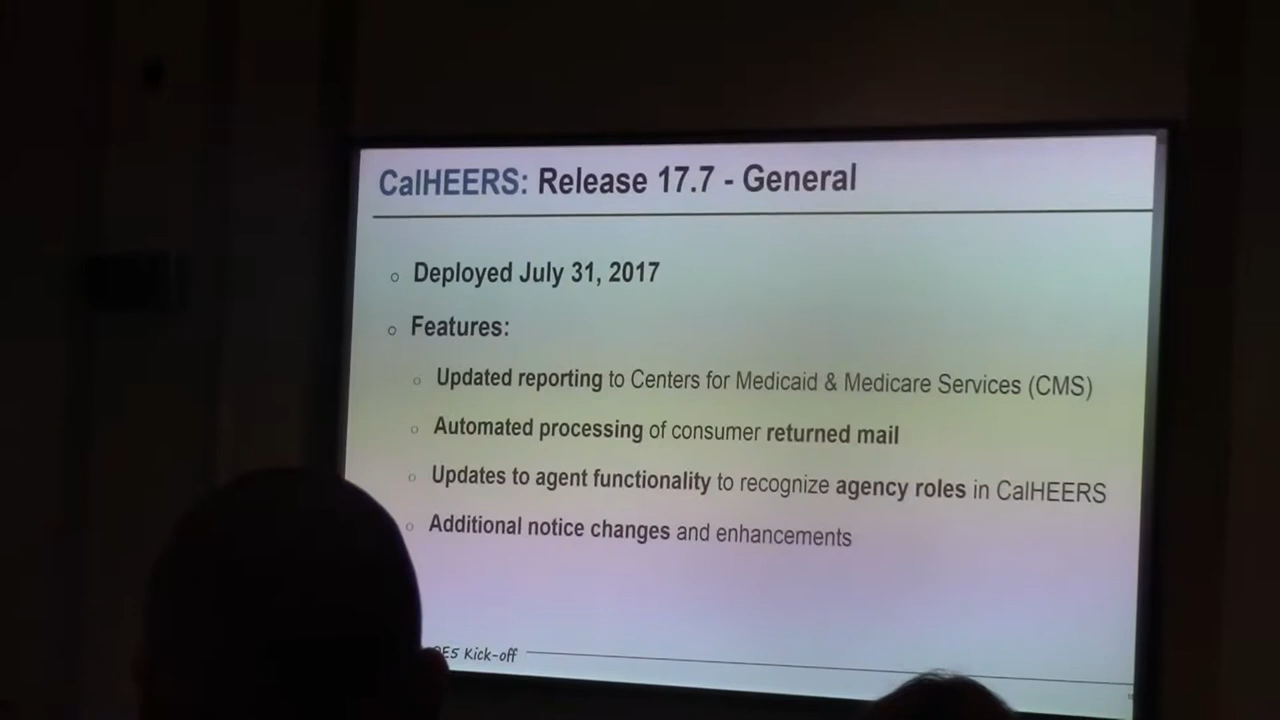 CalHEERS: Release 17.7 - General
Deployed July 31, 2017
Features:
Updated reporting to Centers for Medicaid & Medicare Services (CMS)
Automated processing of consumer returned mail
Updates to agent functionality to recognize agency roles in CalHEERS
Additional notice changes and enhancements
OE5 Kick-off